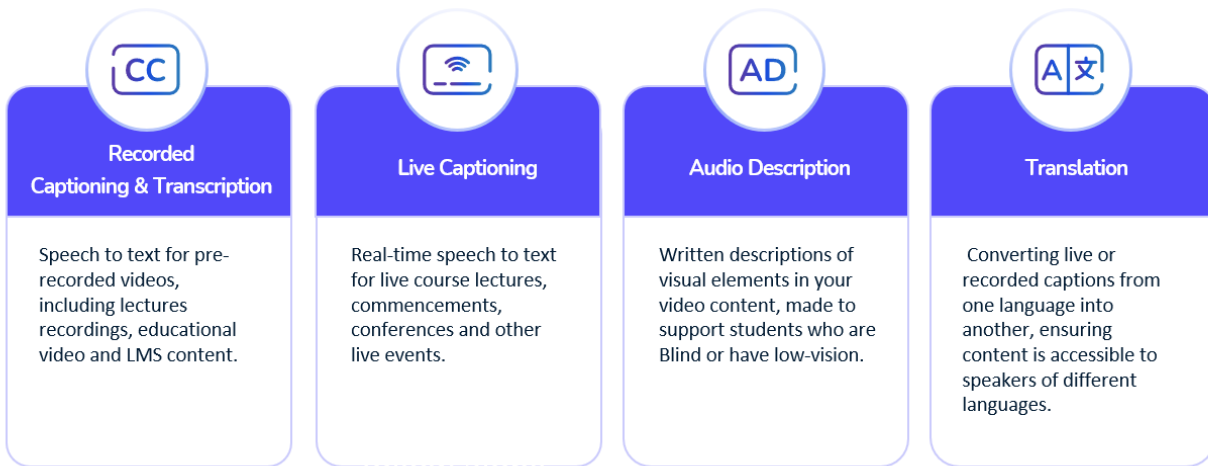 CC
Recorded
Captioning & Transcription
Speech to text for pre-
recorded videos,
including lectures
recordings, educational
video and LMS content.
Live Captioning
Real-time speech to text
for live course lectures,
commencements,
conferences and other
live events.
AD
Audio Description
Written descriptions of
visual elements in your
video content, made to
support students who are
Blind or have low-vision.
A 文
Translation
Converting live or
recorded captions from
one language into
another, ensuring
content is accessible to
speakers of different
languages.